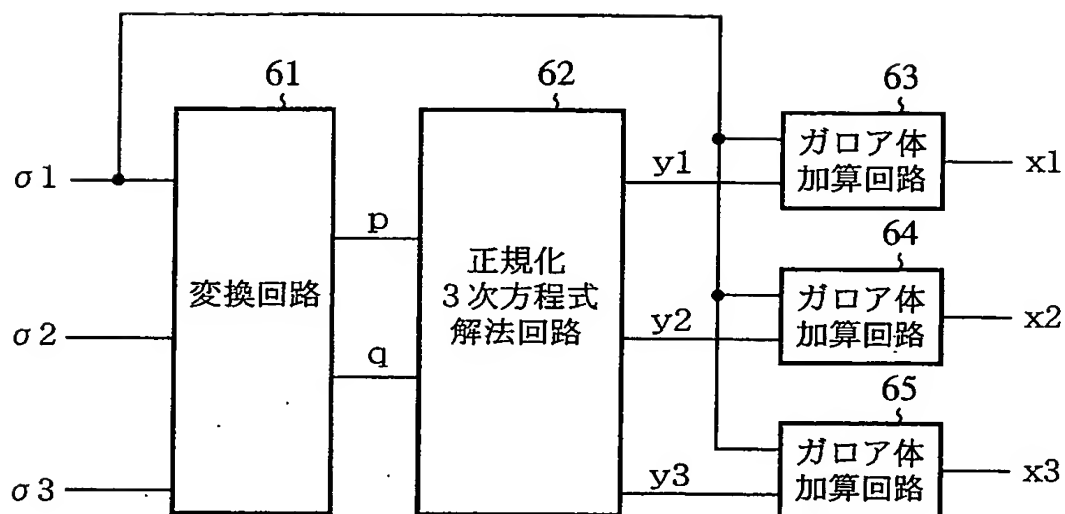 61
62
63
σ1
σ2
σ3
変換回路
p
q
正規化
3次方程式
解法回路
y1
y2
y3
ガロア体
加算回路
x1
64
ガロア体
加算回路
x2
65
ガロア体
加算回路
x3